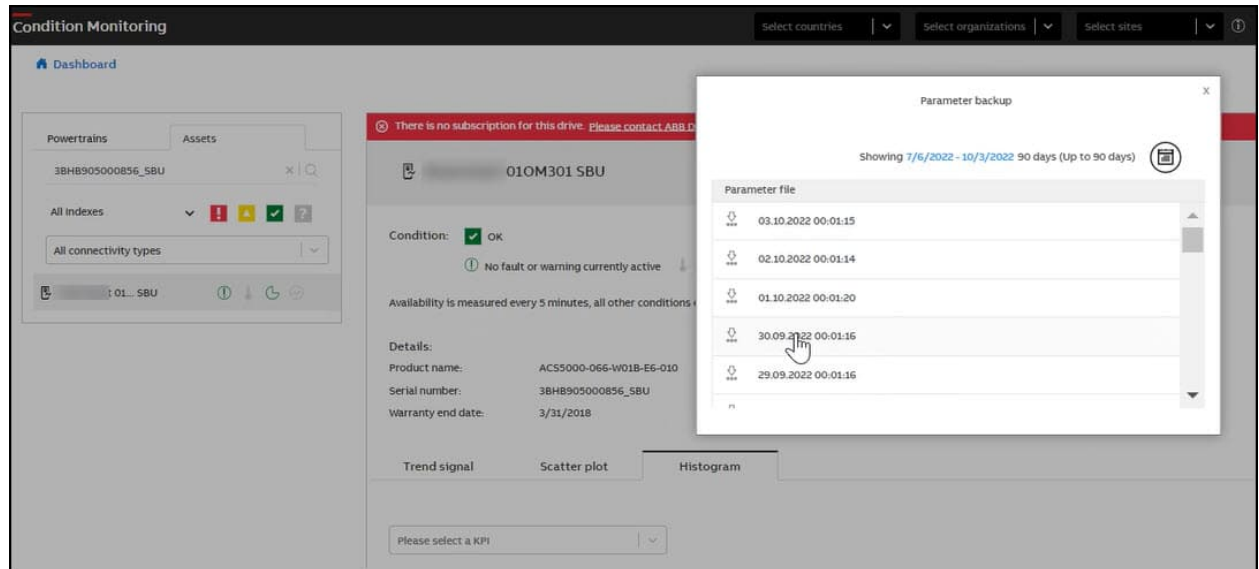 Condition Monitoring
Select countries
Select organizations
Select sites
Dashboard
Powertrains
Assets
3BHB905000856_SBU
All indexes
All connectivity types
01... SBU
There is no subscription for this drive. Please contact ABB
01OM301 SBU
Condition: OK
No fault or warning currently active
Availability is measured every 5 minutes, all other conditions
Details:
Product name: ACS5000-066-W01B-E6-010
Serial number: 3BHB905000856_SBU
Warranty end date: 3/31/2018
Trend signal
Scatter plot
Histogram
Please select a KPI
Parameter backup
x
Showing 7/6/2022 - 10/3/2022 90 days (Up to 90 days)
Parameter file
03.10.2022 00:01:15
02.10.2022 00:01:14
01.10.2022 00:01:20
30.09.2022 00:01:16
29.09.2022 00:01:16